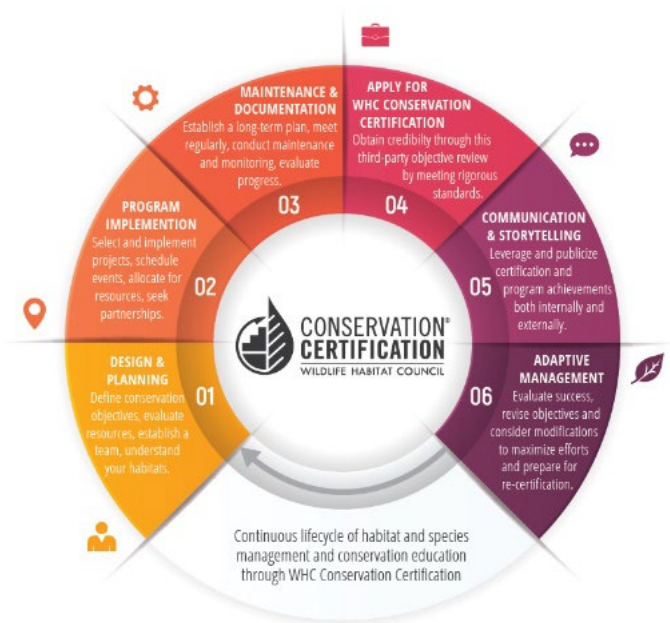 DESIGN &
PLANNING
Define conservation
objectives, evaluate
resources, establish a
team, understand
your habitats.
01
PROGRAM
IMPLEMENTION
Select and implement
projects, schedule
events, allocate for
resources, seek
partnerships.
02
MAINTENANCE &
DOCUMENTATION
Establish a long-term plan, meet
regularly, conduct maintenance
and monitoring, evaluate
progress.
03
APPLY FOR
WHC CONSERVATION
CERTIFICATION
Obtain credibilty through this
third-party objective review
by meeting rigorous
standards.
04
COMMUNICATION
& STORYTELLING
Leverage and publicize
certification and
program achievements
both internally and
externally.
05
ADAPTIVE
MANAGEMENT
Evaluate success,
revise objectives and
consider modifications
to maximize efforts
and prepare for
re-certification.
06
CONSERVATION®
CERTIFICATION
WILDLIFE HABITAT COUNCIL
Continuous lifecycle of habitat and species
management and conservation education
through WHC Conservation Certification